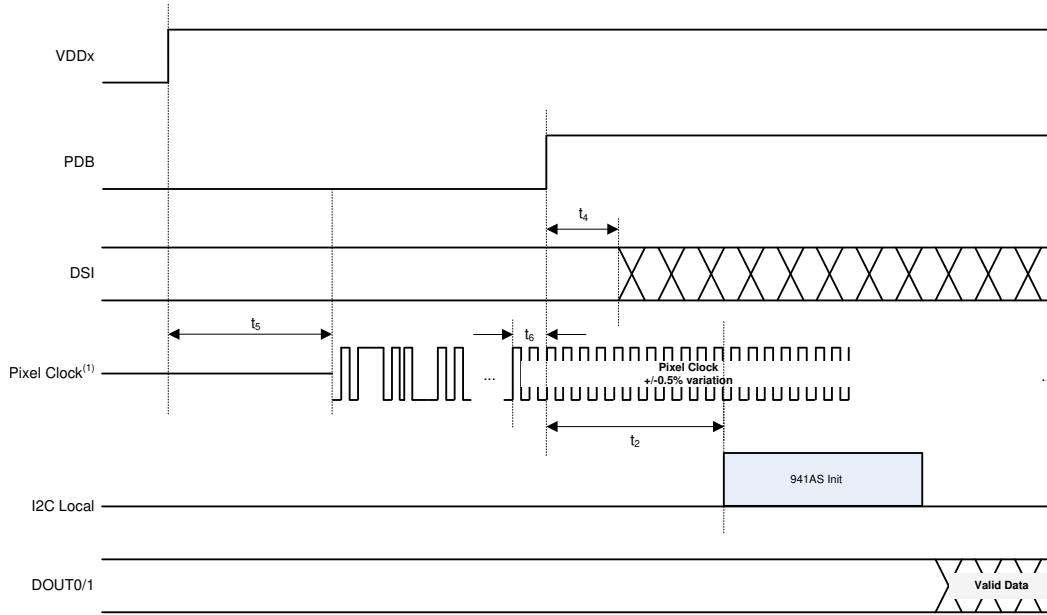 VDDx
PDB
t4
DSI
t5
t6
Pixel Clock(1)
...
Pixel Clock
+/-0.5% variation
..
t2
941AS Init
I2C Local
DOUT0/1
Valid Data